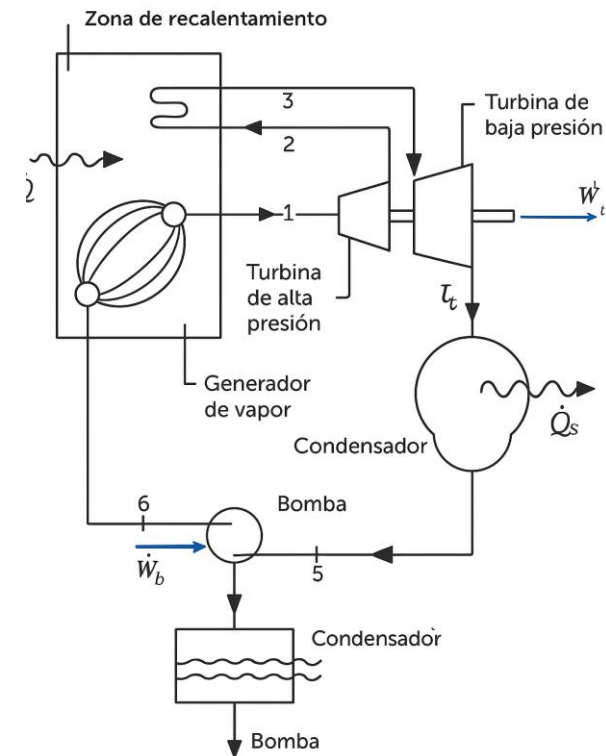 Zona de recalentamiento
3
Turbina de
baja presión
2
1
Turbina
de alta
presión
Generador
de vapor
Condensador
Q̇s
6
Bomba
Ẇb
5
Condensador
Bomba